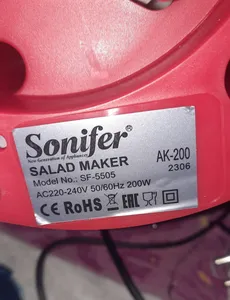 Sonifer®
New Generation of Appliances
SALAD MAKER
AK-200
Model No.: SF-5505
2306
AC220-240V 50/60Hz 200W
CE RoHS EAC